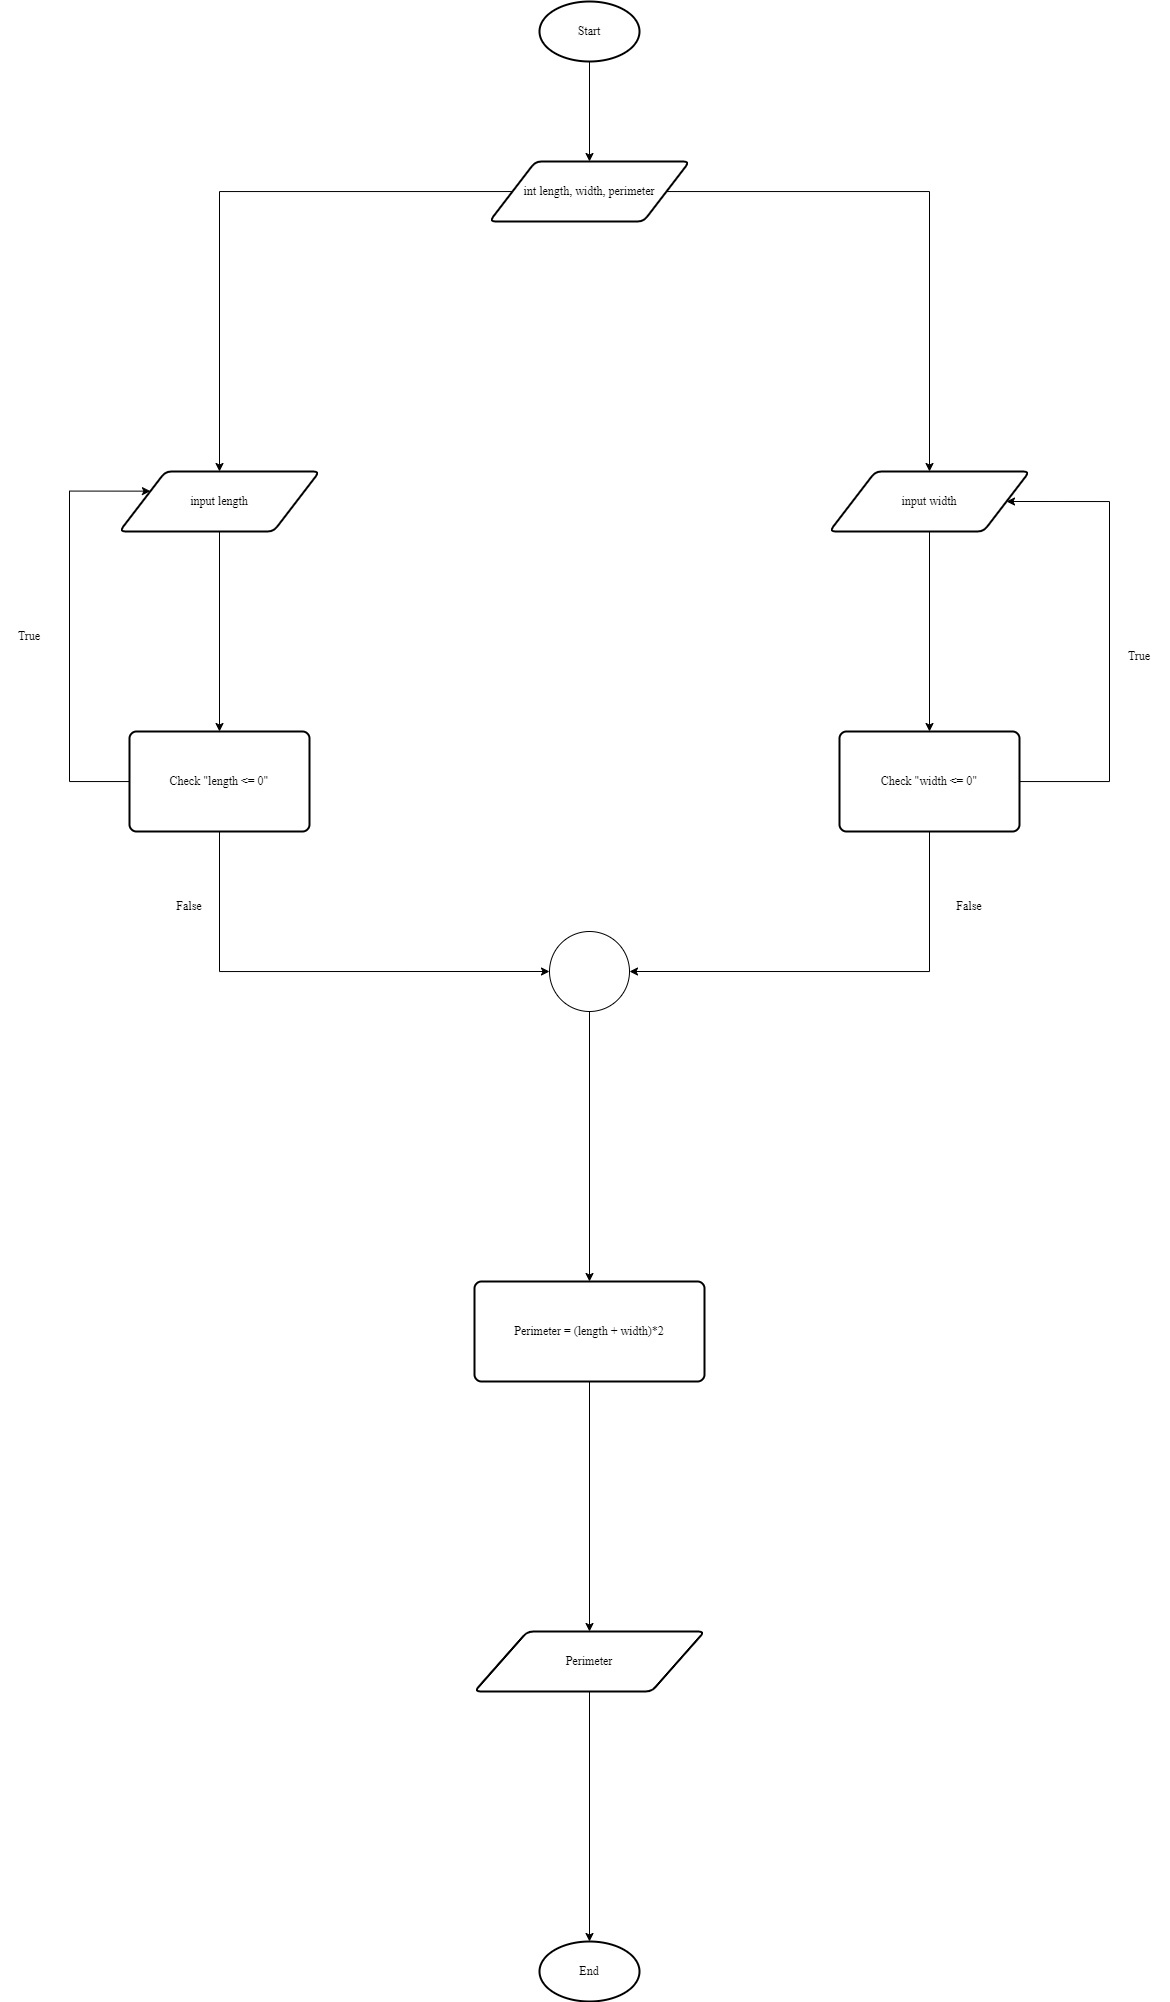 Start
int length, width, perimeter
input length
input width
True
True
Check "length <= 0"
Check "width <= 0"
False
False
Perimeter = (length + width)*2
Perimeter
End